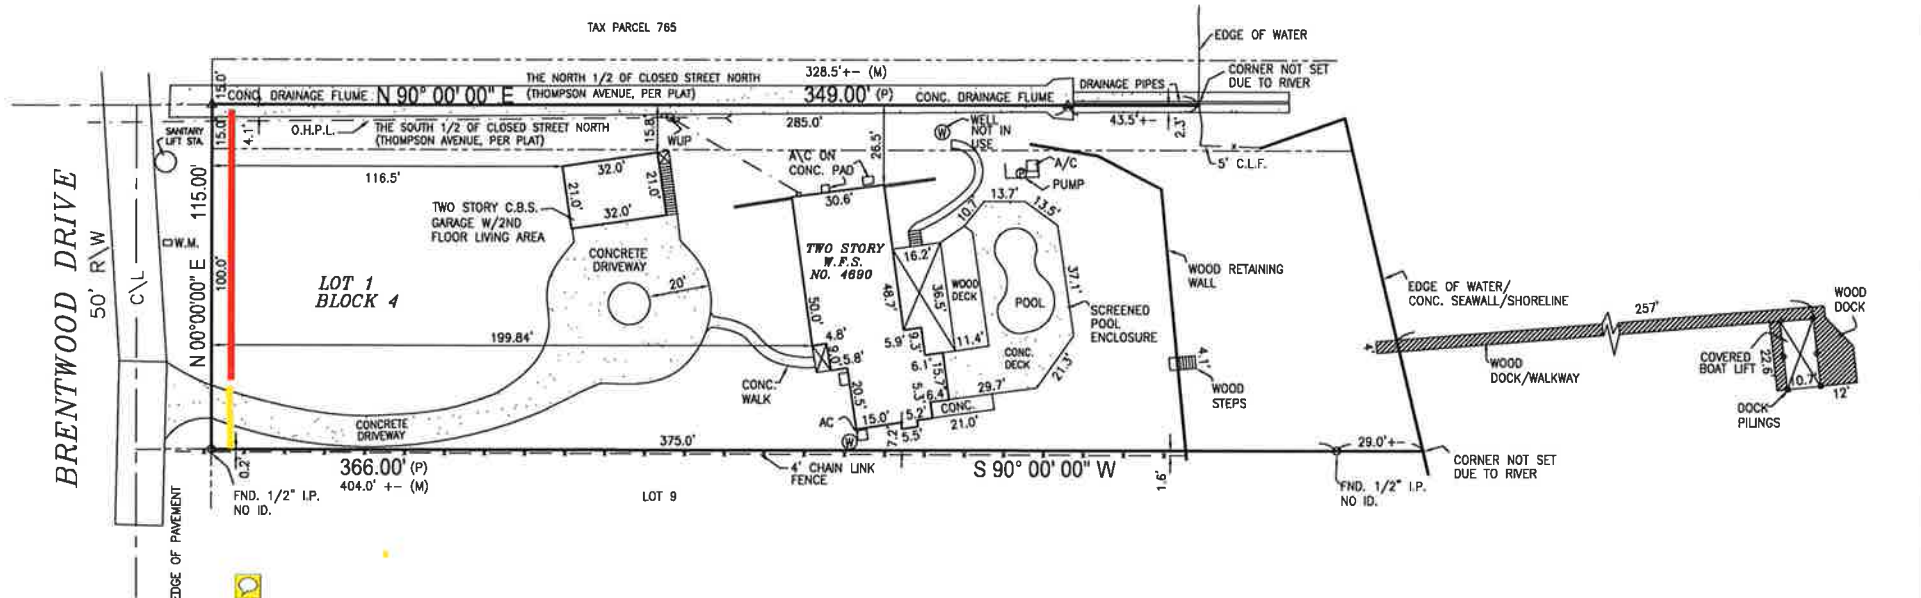 TAX PARCEL 765
EDGE OF WATER
CORNER NOT SET
DUE TO RIVER
328.5'+- (M)
15.0'
THE NORTH 1/2 OF CLOSED STREET NORTH
(THOMPSON AVENUE, PER PLAT)
CONC. DRAINAGE FLUME
N 90° 00' 00" E
349.00' (P)
CONC. DRAINAGE FLUME
DRAINAGE PIPES
SANITARY
LIFT STA.
15.0'
4.1'
O.H.P.L.
THE SOUTH 1/2 OF CLOSED STREET NORTH
(THOMPSON AVENUE, PER PLAT)
15.8'
WUP
285.0'
26.5'
W
WELL
NOT IN
USE
43.5'+-
2.3'
5' C.L.F.
BRENTWOOD DRIVE
50' R\W
C\L
W.M.
N 00°00'00" E
115.00'
100.0'
116.5'
32.0'
21.0'
21.0'
32.0'
TWO STORY C.B.S.
GARAGE W/2ND
FLOOR LIVING AREA
A\C ON
CONC. PAD
30.6'
A/C
PUMP
10.7'
13.7'
13.5'
LOT 1
BLOCK 4
CONCRETE
DRIVEWAY
20'
TWO STORY
W.F.S.
NO. 4690
16.2'
48.7'
36.5'
WOOD
DECK
POOL
37.1'
SCREENED
POOL
ENCLOSURE
WOOD RETAINING
WALL
EDGE OF WATER/
CONC. SEAWALL/SHORELINE
257'
WOOD
DOCK
50.0'
199.84'
4.8'
9.0'
5.8'
5.9'
9.3'
11.4'
6.1'
15.7'
CONC.
DECK
21.3'
4.1'
WOOD
STEPS
4'
WOOD
DOCK/WALKWAY
COVERED
BOAT LIFT
22.6
10.7'
12'
DOCK
PILINGS
CONC.
WALK
20.5'
5.3'
6.4'
29.7'
CONC.
21.0'
AC
15.0'
5.2'
5.5'
7.2'
W
CONCRETE
DRIVEWAY
375.0'
0.2'
366.00' (P)
404.0' +- (M)
4' CHAIN LINK
FENCE
S 90° 00' 00" W
1.6'
29.0'+-
CORNER NOT SET
DUE TO RIVER
FND. 1/2" I.P.
NO ID.
LOT 9
FND. 1/2" I.P.
NO ID.
EDGE OF PAVEMENT